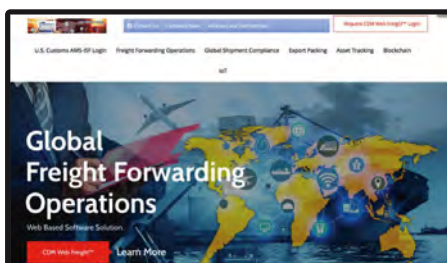 Request CDM Web Freight™ Login
U.S. Customs AMS-ISF Login Freight Forwarding Operations Global Shipment Compliance Export Packing Asset Tracking Blockchain
IoT
Global
Freight Forwarding
Operations
Web Based Software Solution.
CDM Web Freight™ Learn More